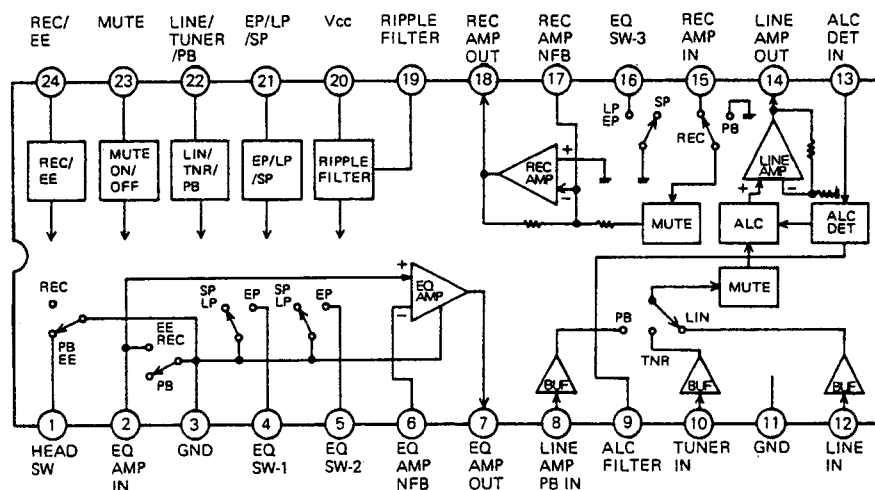 REC/ EE
MUTE
LINE/ TUNER /PB
EP/LP /SP
Vcc
RIPPLE FILTER
REC AMP OUT
REC AMP NFB
EQ SW-3
REC AMP IN
LINE AMP OUT
ALC DET IN
24 23 22 21 20 19 18 17 16 15 14 13
REC/ EE
MUTE ON/ OFF
LIN/ TNR/ PB
EP/LP /SP
RIPPLE FILTER
REC AMP
+
−
LP EP
SP
REC
PB
LINE AMP
+
−
MUTE
ALC
ALC DET
MUTE
REC
PB EE
EE REC
PB
SP LP
EP
SP LP
EP
+
−
EQ AMP
PB
LIN
TNR
BUF
BUF
BUF
1 2 3 4 5 6 7 8 9 10 11 12
HEAD SW
EQ AMP IN
GND
EQ SW-1
EQ SW-2
EQ AMP NFB
EQ AMP OUT
LINE AMP PB IN
ALC FILTER
TUNER IN
GND
LINE IN